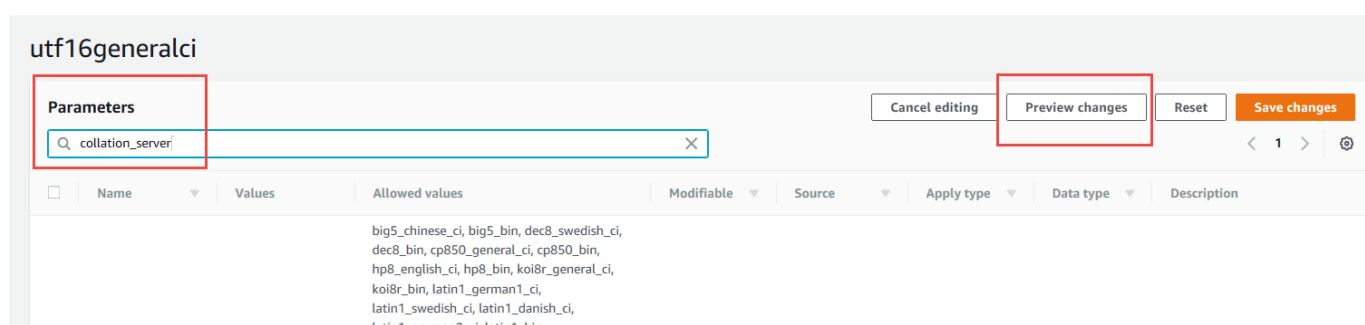 utf16generalci
Parameters
Cancel editing
Preview changes
Reset
Save changes
collation_server
1
Name
Values
Allowed values
Modifiable
Source
Apply type
Data type
Description
big5_chinese_ci, big5_bin, dec8_swedish_ci,
dec8_bin, cp850_general_ci, cp850_bin,
hp8_english_ci, hp8_bin, koi8r_general_ci,
koi8r_bin, latin1_german1_ci,
latin1_swedish_ci, latin1_danish_ci,